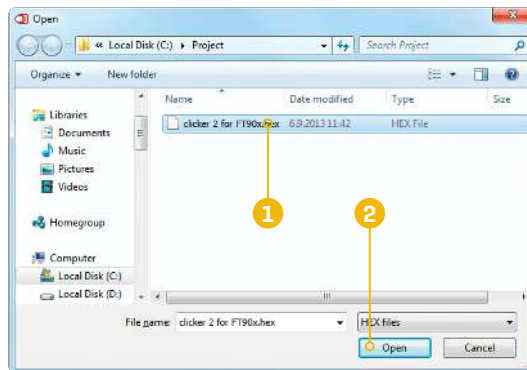 Open
« Local Disk (C:) ▸ Project
Search Project
Organize
New folder
Name
Date modified
Type
Size
Libraries
Documents
Music
Pictures
Videos
Homegroup
Computer
Local Disk (C:)
Local Disk (D:)
clicker 2 for FT90x.hex
6.9.2013 11:42
HEX File
1
2
File name:
clicker 2 for FT90x.hex
HEX files
Open
Cancel